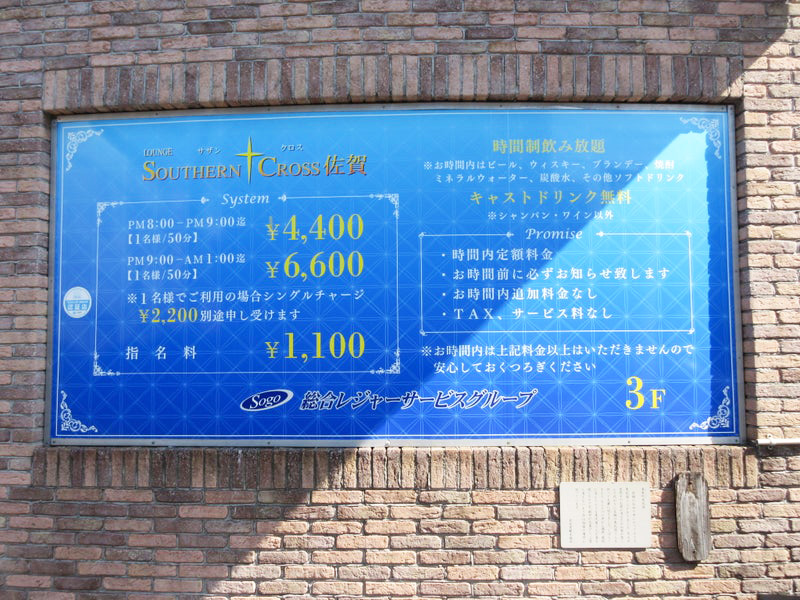 LOUNGE サザン クロス
SOUTHERN CROSS 佐賀
System
PM8:00－PM9:00迄
【1名様/50分】
¥4,400
PM9:00－AM1:00迄
【1名様/50分】
¥6,600
※1名様でご利用の場合シングルチャージ
¥2,200別途申し受けます
指名料 ¥1,100
時間制飲み放題
※お時間内はビール、ウィスキー、ブランデー、焼酎
ミネラルウォーター、炭酸水、その他ソフトドリンク
キャストドリンク無料
※シャンパン・ワイン以外
Promise
・時間内定額料金
・お時間前に必ずお知らせ致します
・お時間内追加料金なし
・TAX、サービス料なし
※お時間内は上記料金以上はいただきませんので
安心しておくつろぎください
Sogo 総合レジャーサービスグループ
3F